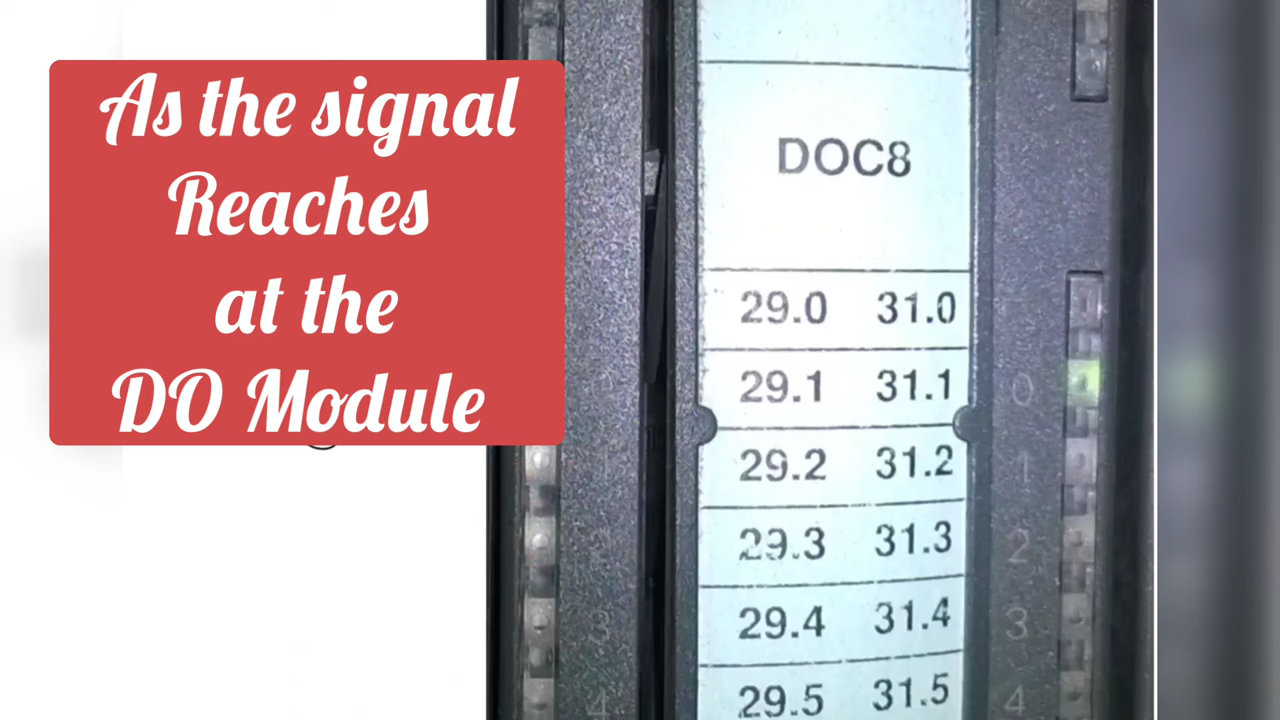 As the signal
Reaches
at the
DO Module
DOC8
29.0 31.0
29.1 31.1
0
29.2 31.2
1
29.3 31.3
2
29.4 31.4
3
3
29.5 31.5
4
4